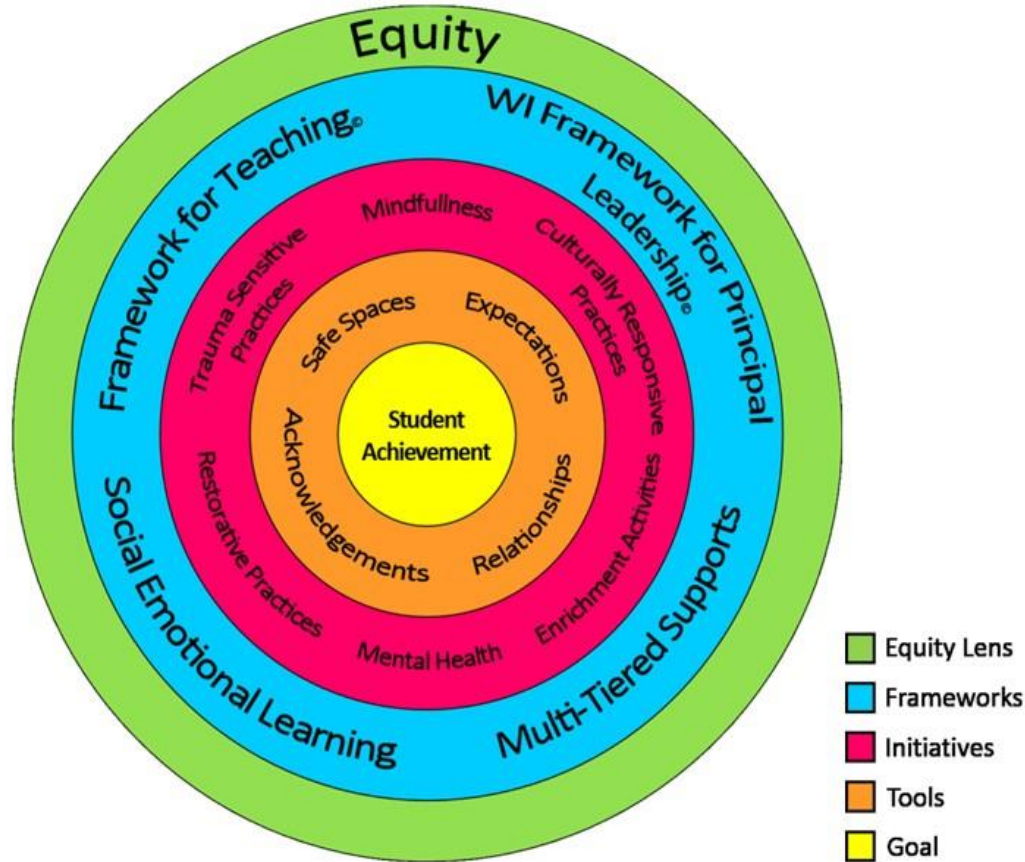 Equity
Framework for Teaching©
WI Framework for Principal
Leadership©
Social Emotional Learning
Multi-Tiered Supports
Trauma Sensitive
Practices
Mindfullness
Culturally Responsive
Practices
Restorative Practices
Mental Health
Enrichment Activities
Safe Spaces
Expectations
Acknowledgements
Relationships
Student
Achievement
Equity Lens
Frameworks
Initiatives
Tools
Goal